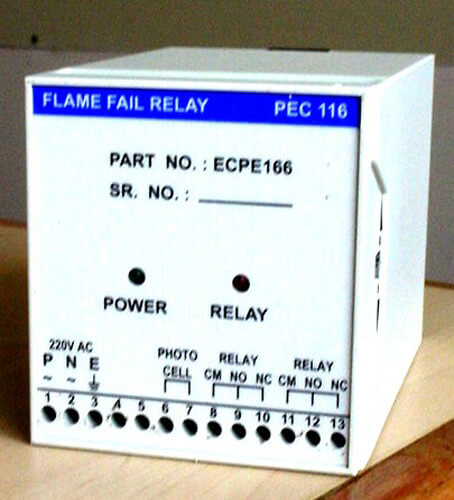 FLAME FAIL RELAY PEC 116
PART NO. : ECPE166
SR. NO. :
POWER RELAY
220V AC PHOTO RELAY RELAY
P N E CELL CM NO NC CM NO NC
~ ~
1 2 3 4 5 6 7 8 9 10 11 12 13